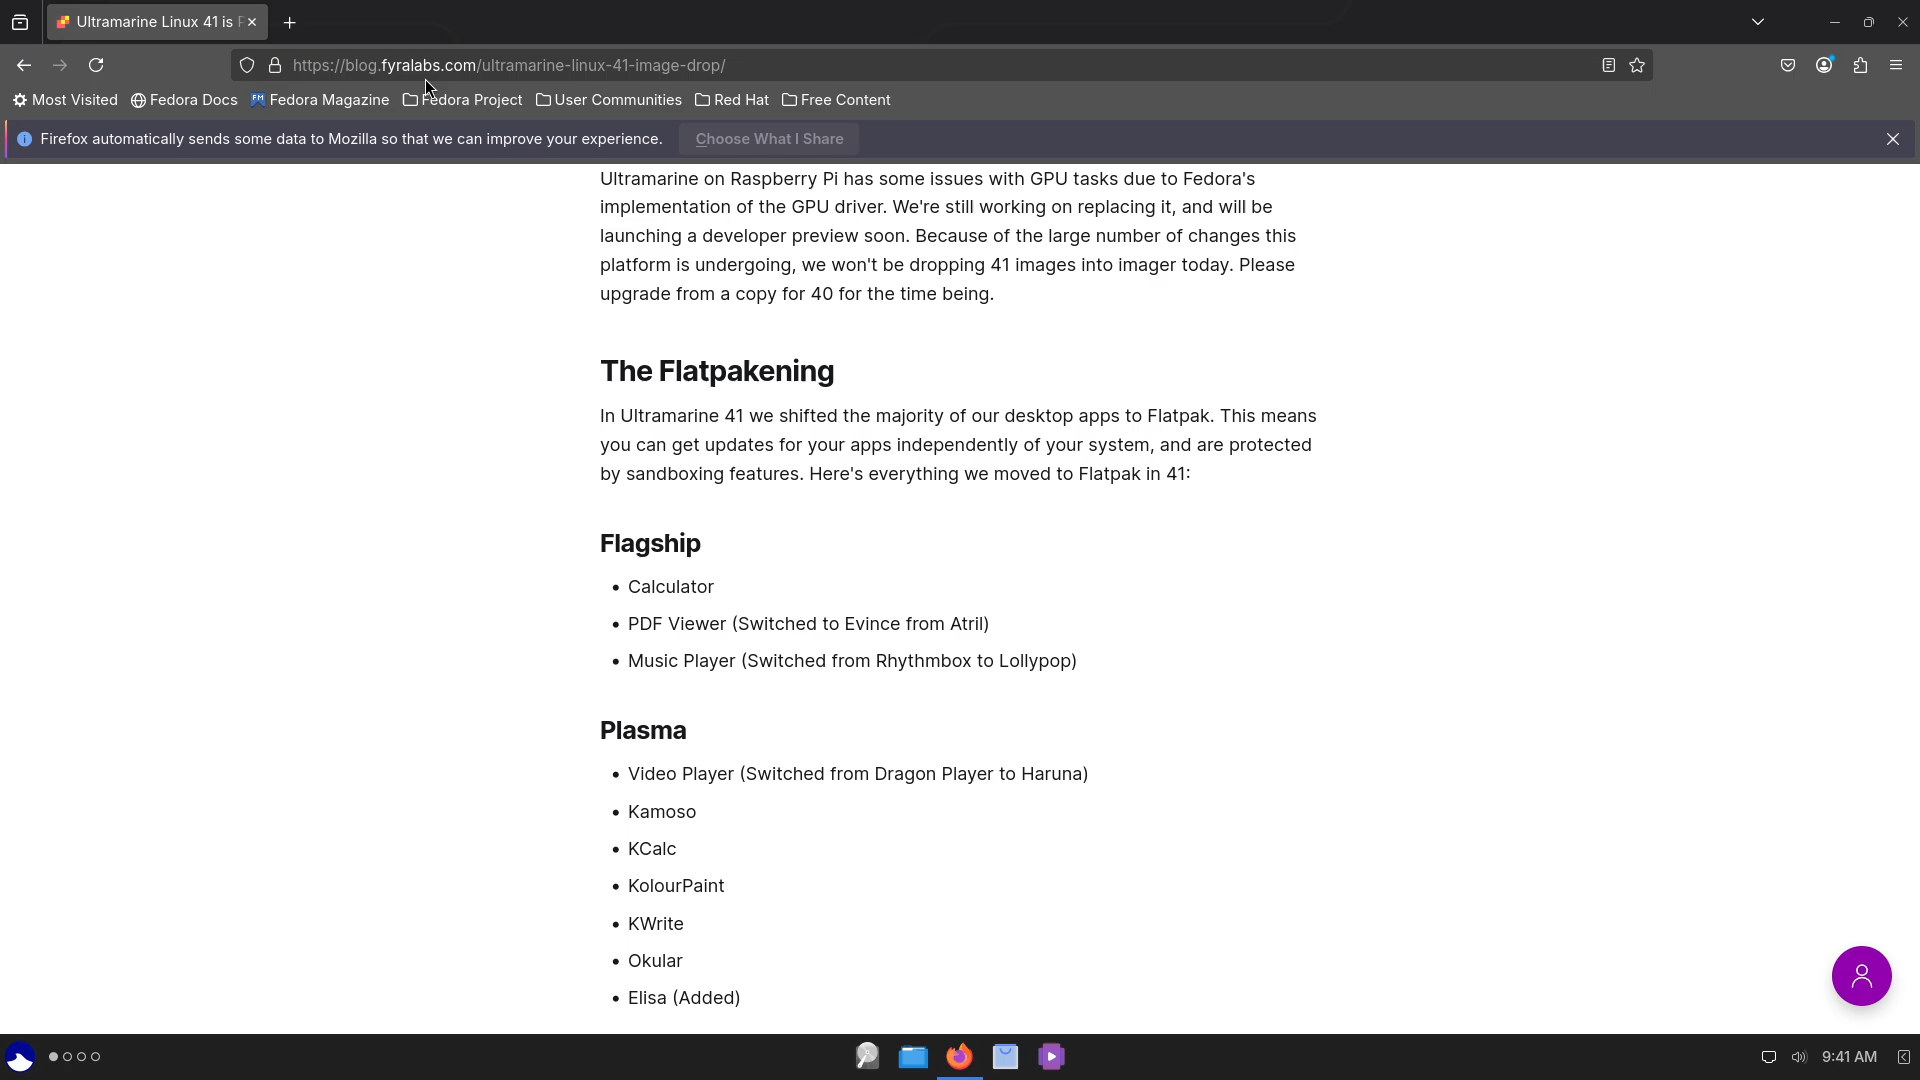 Ultramarine Linux 41 is F
https://blog.fyralabs.com/ultramarine-linux-41-image-drop/
Most Visited Fedora Docs Fedora Magazine Fedora Project User Communities Red Hat Free Content
Firefox automatically sends some data to Mozilla so that we can improve your experience. Choose What I Share
Ultramarine on Raspberry Pi has some issues with GPU tasks due to Fedora's
implementation of the GPU driver. We're still working on replacing it, and will be
launching a developer preview soon. Because of the large number of changes this
platform is undergoing, we won't be dropping 41 images into imager today. Please
upgrade from a copy for 40 for the time being.
The Flatpakening
In Ultramarine 41 we shifted the majority of our desktop apps to Flatpak. This means
you can get updates for your apps independently of your system, and are protected
by sandboxing features. Here's everything we moved to Flatpak in 41:
Flagship
• Calculator
• PDF Viewer (Switched to Evince from Atril)
• Music Player (Switched from Rhythmbox to Lollypop)
Plasma
• Video Player (Switched from Dragon Player to Haruna)
• Kamoso
• KCalc
• KolourPaint
• KWrite
• Okular
• Elisa (Added)
9:41 AM